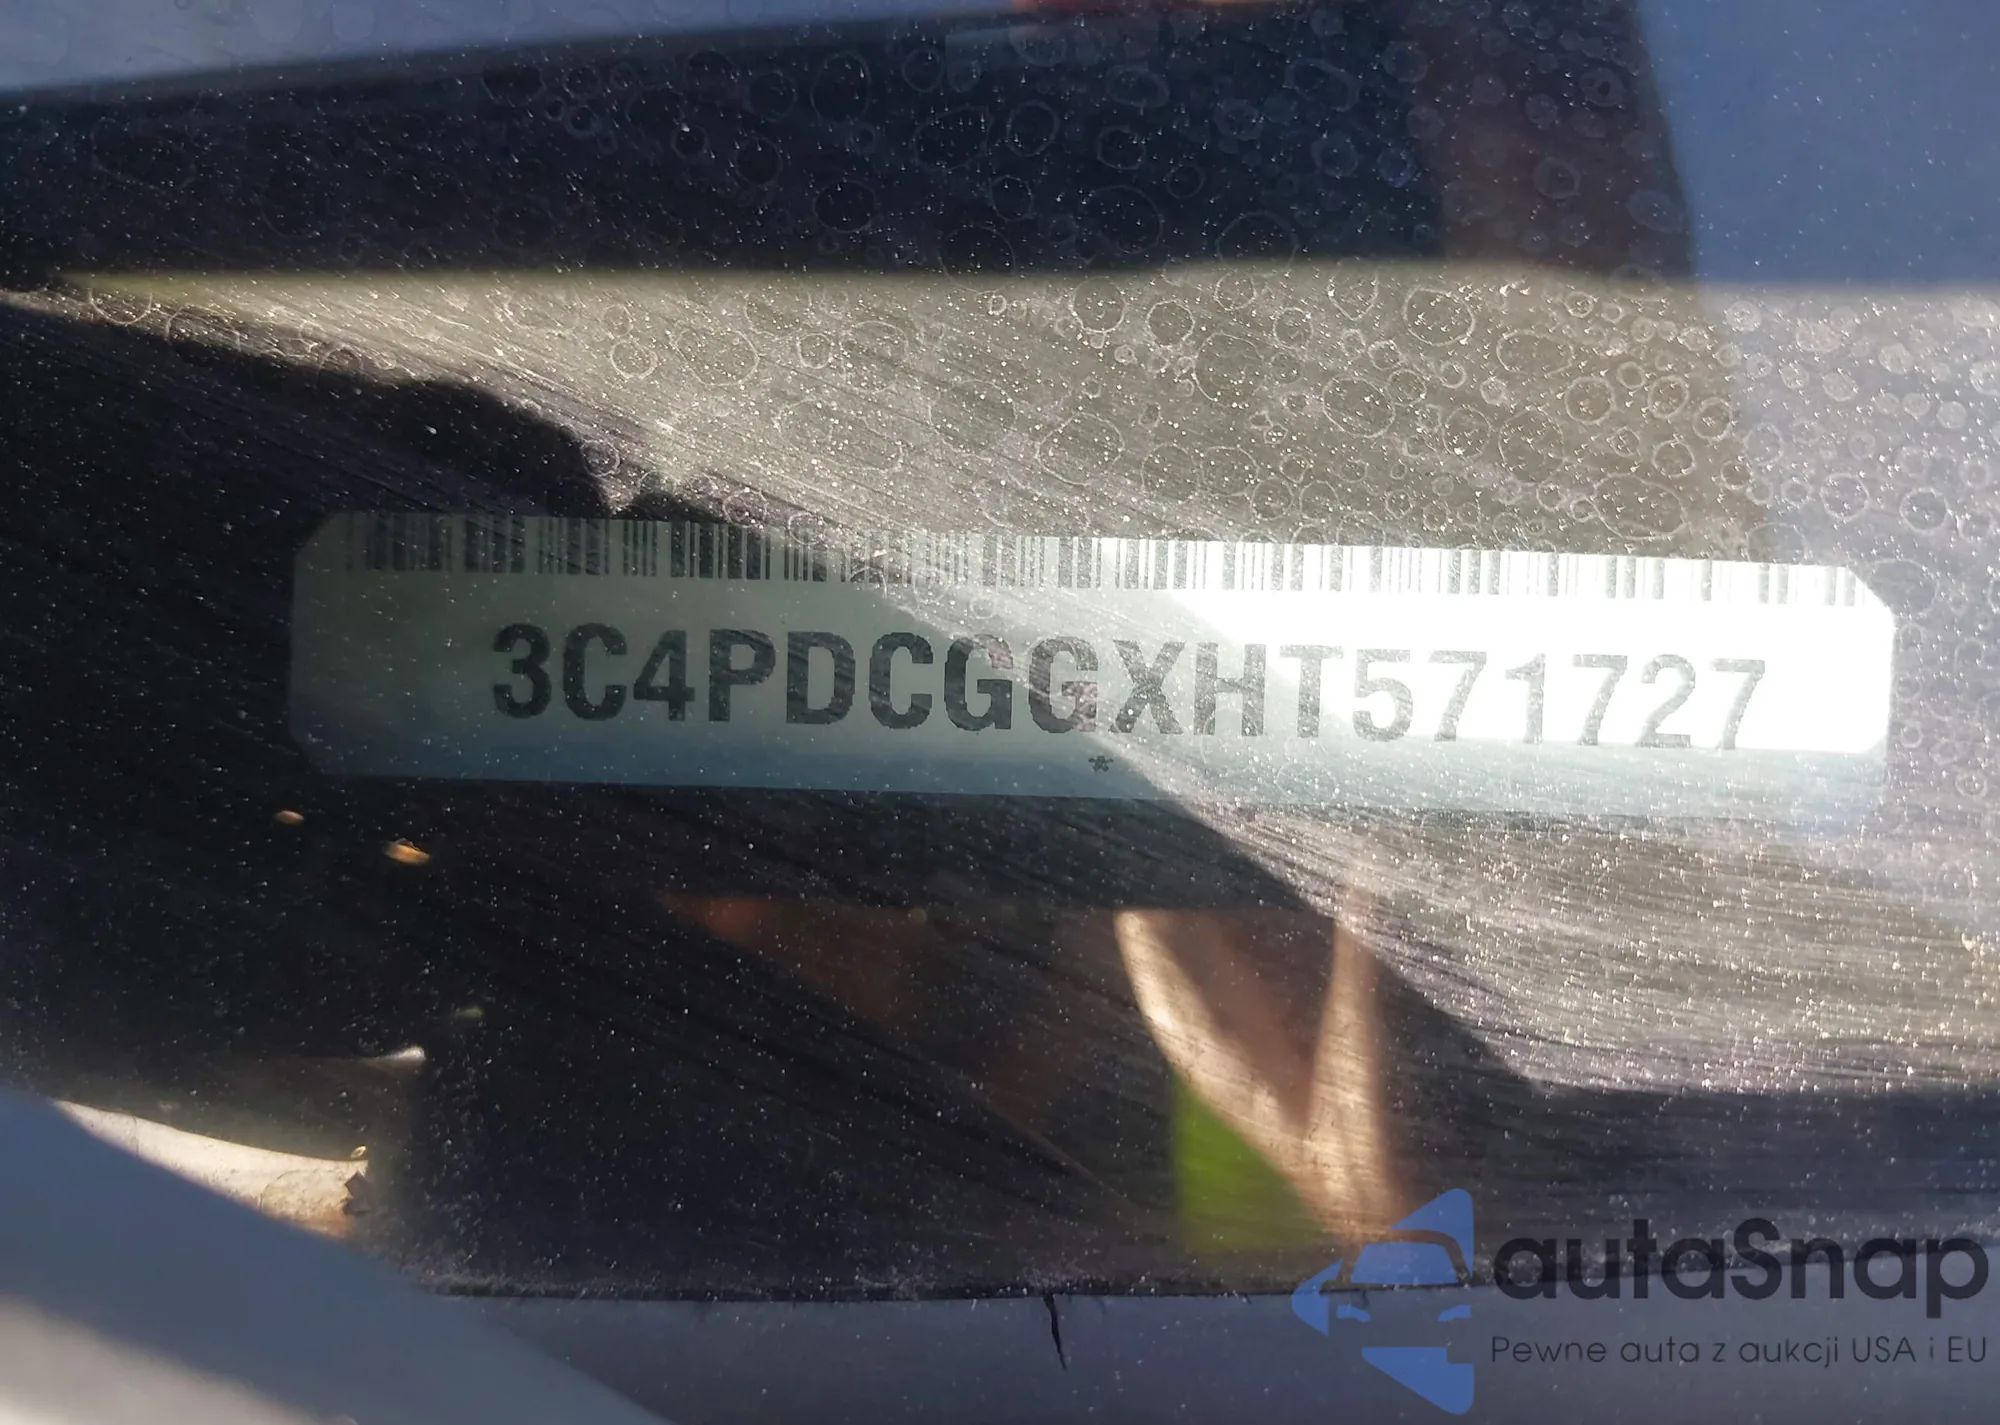 3C4PDCGGXHT571727
*
autaSnap
Pewne auta z aukcji USA i EU